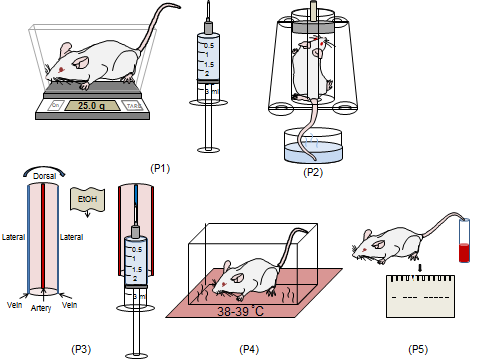 0.5
1
1.5
2
3 ml
On
25.0 g
TARE
(P1)
(P2)
Dorsal
EtOH
Lateral
Lateral
0.5
1
1.5
2
3 ml
Vein
Artery
Vein
38-39 °C
(P3)
(P4)
(P5)